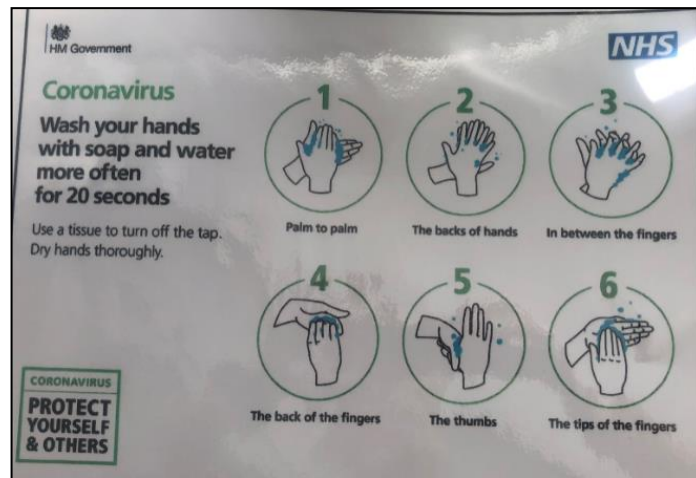 HM Government
NHS
Coronavirus
Wash your hands
with soap and water
more often
for 20 seconds
Use a tissue to turn off the tap.
Dry hands thoroughly.
1
Palm to palm
2
The backs of hands
3
In between the fingers
4
The back of the fingers
5
The thumbs
6
The tips of the fingers
CORONAVIRUS
PROTECT
YOURSELF
& OTHERS